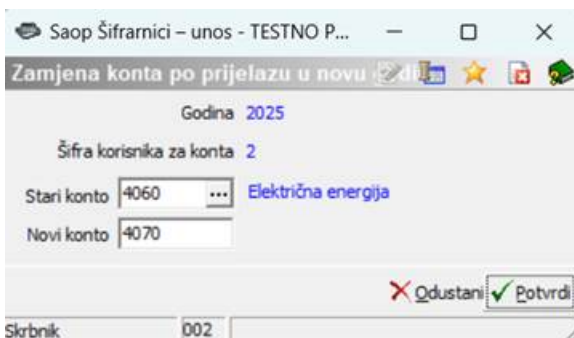 Saop Šifrarnici – unos - TESTNO P...
Zamjena konta po prijelazu u novu
Godina 2025
Šifra korisnika za konta 2
Stari konto 4060 ... Električna energija
Novi konto 4070
Odustani Potvrdi
Skrbnik 002